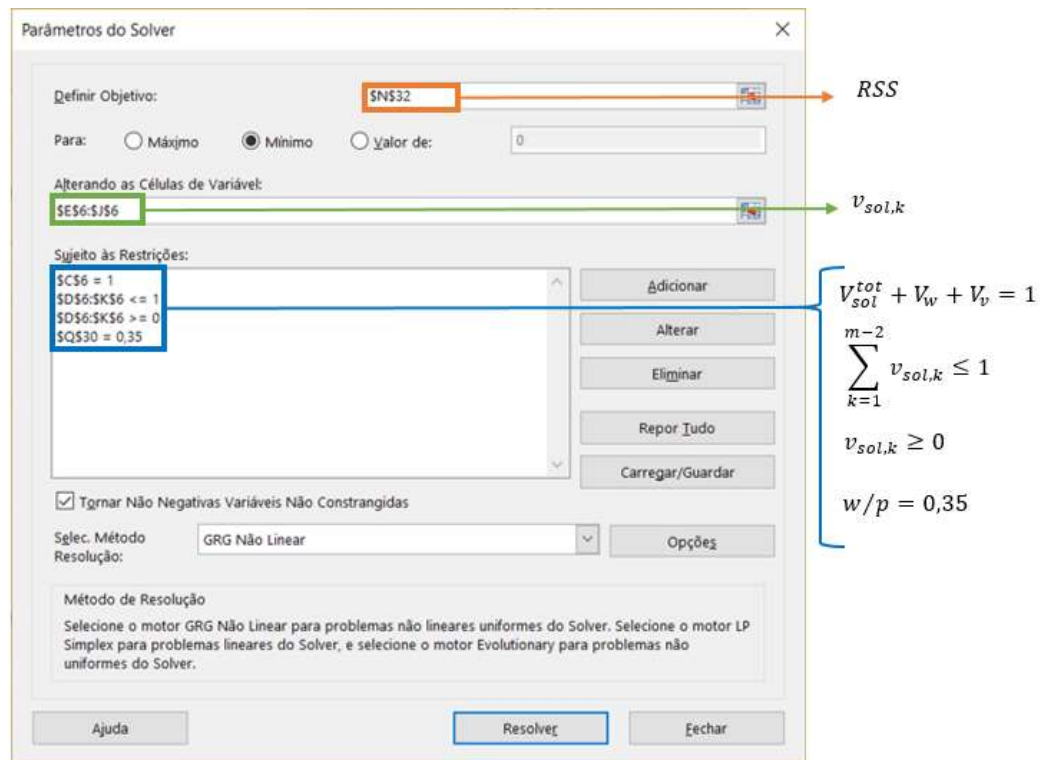 Parâmetros do Solver
Definir Objetivo:
$N$32
RSS
Para:
Máximo
Mínimo
Valor de:
0
Alterando as Células de Variável:
$E$6:$J$6
v_{sol,k}
Sujeito às Restrições:
$C$6 = 1
$D$6:$K$6 <= 1
$D$6:$K$6 >= 0
$Q$30 = 0,35
Adicionar
Alterar
Eliminar
Repor Tudo
Carregar/Guardar
V_{sol}^{tot} + V_w + V_v = 1
\sum_{k=1}^{m-2} v_{sol,k} ≤ 1
v_{sol,k} ≥ 0
w/p = 0,35
Tornar Não Negativas Variáveis Não Constrangidas
Selec. Método
Resolução:
GRG Não Linear
Opções
Método de Resolução
Selecione o motor GRG Não Linear para problemas não lineares uniformes do Solver. Selecione o motor LP
Simplex para problemas lineares do Solver, e selecione o motor Evolutionary para problemas não
uniformes do Solver.
Ajuda
Resolver
Fechar